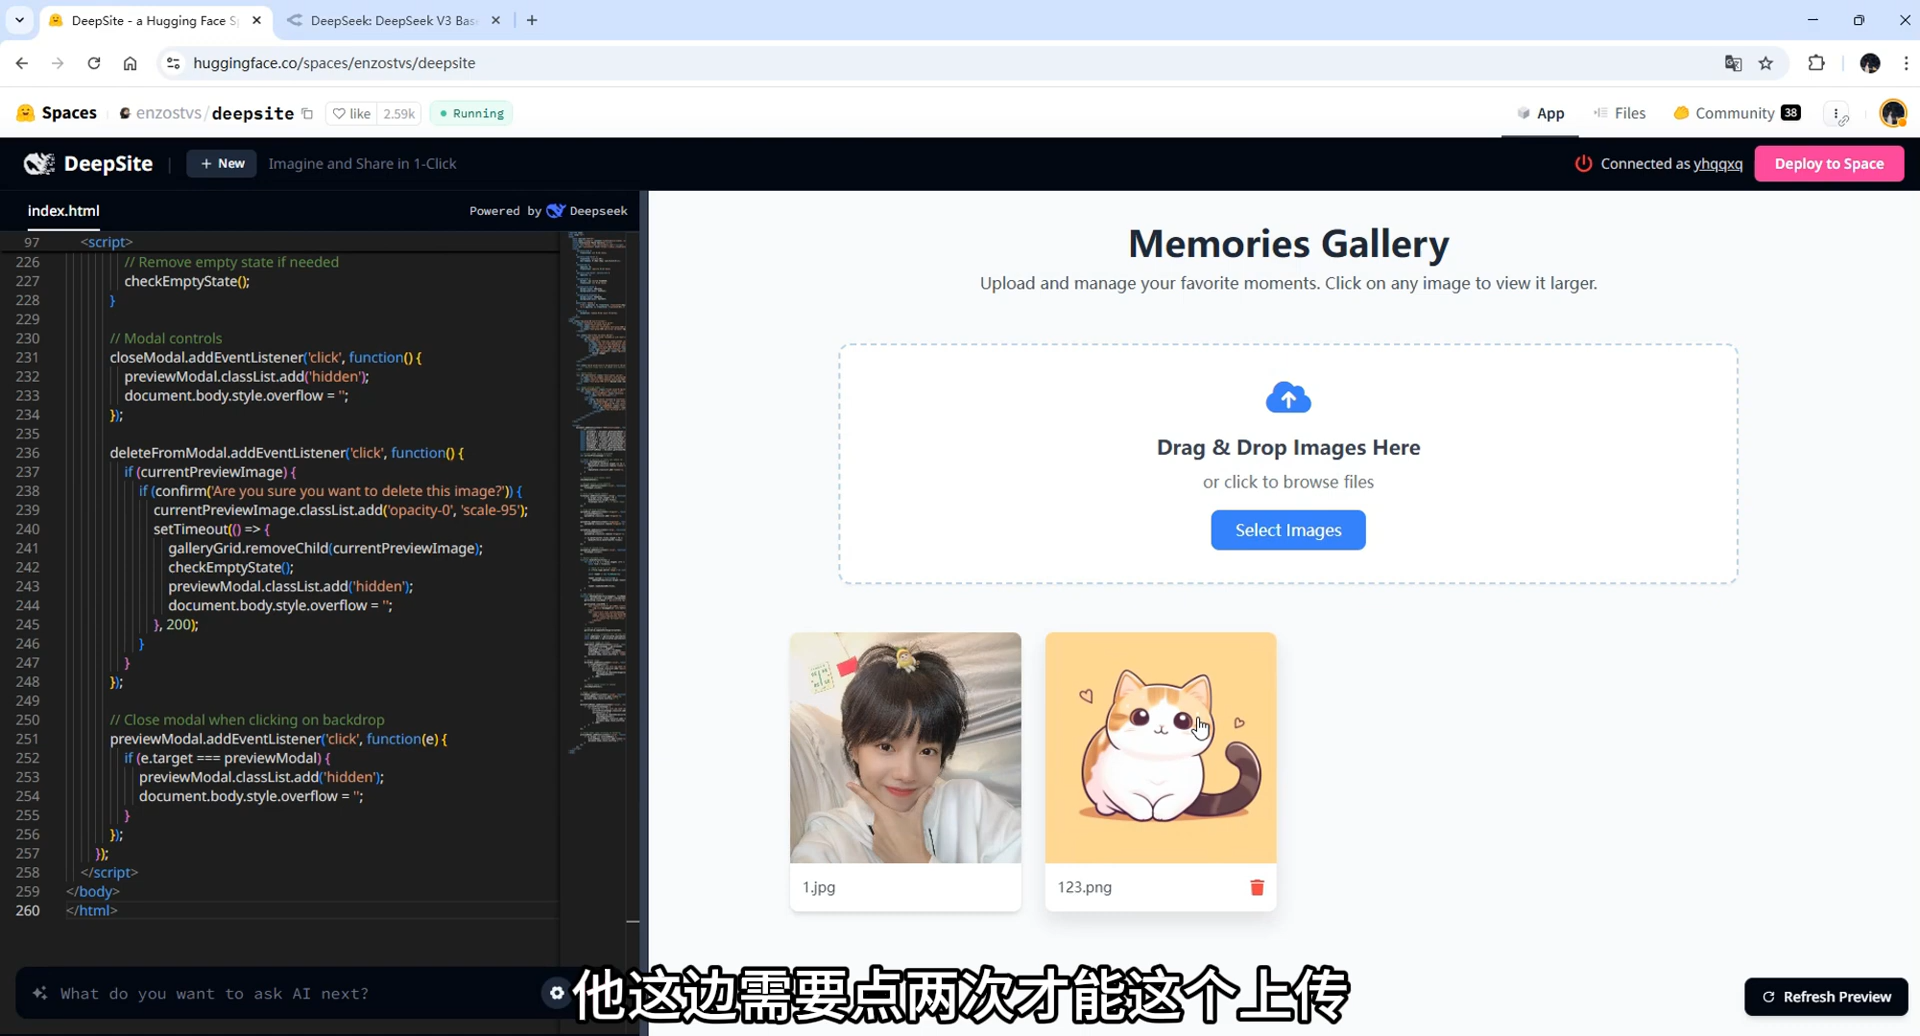 DeepSite - a Hugging Face S
DeepSeek: DeepSeek V3 Bas
huggingface.co/spaces/enzostvs/deepsite
Spaces
enzostvs/deepsite
like
2.59k
Running
App
Files
Community
38
DeepSite
+ New
Imagine and Share in 1-Click
Connected as yhqqxq
Deploy to Space
index.html
Powered by Deepseek
97 <script>
226 // Remove empty state if needed
227 checkEmptyState();
228 }
229
230 // Modal controls
231 closeModal.addEventListener('click', function() {
232 previewModal.classList.add('hidden');
233 document.body.style.overflow = '';
234 });
235
236 deleteFromModal.addEventListener('click', function() {
237 if (currentPreviewImage) {
238 if (confirm('Are you sure you want to delete this image?')) {
239 currentPreviewImage.classList.add('opacity-0', 'scale-95');
240 setTimeout(() => {
241 galleryGrid.removeChild(currentPreviewImage);
242 checkEmptyState();
243 previewModal.classList.add('hidden');
244 document.body.style.overflow = '';
245 }, 200);
246 }
247 }
248 });
249
250 // Close modal when clicking on backdrop
251 previewModal.addEventListener('click', function(e) {
252 if (e.target === previewModal) {
253 previewModal.classList.add('hidden');
254 document.body.style.overflow = '';
255 }
256 });
257 });
258 </script>
259 </body>
260 </html>
What do you want to ask AI next?
Memories Gallery
Upload and manage your favorite moments. Click on any image to view it larger.
Drag & Drop Images Here
or click to browse files
Select Images
1.jpg
123.png
Refresh Preview
他这边需要点两次才能这个上传